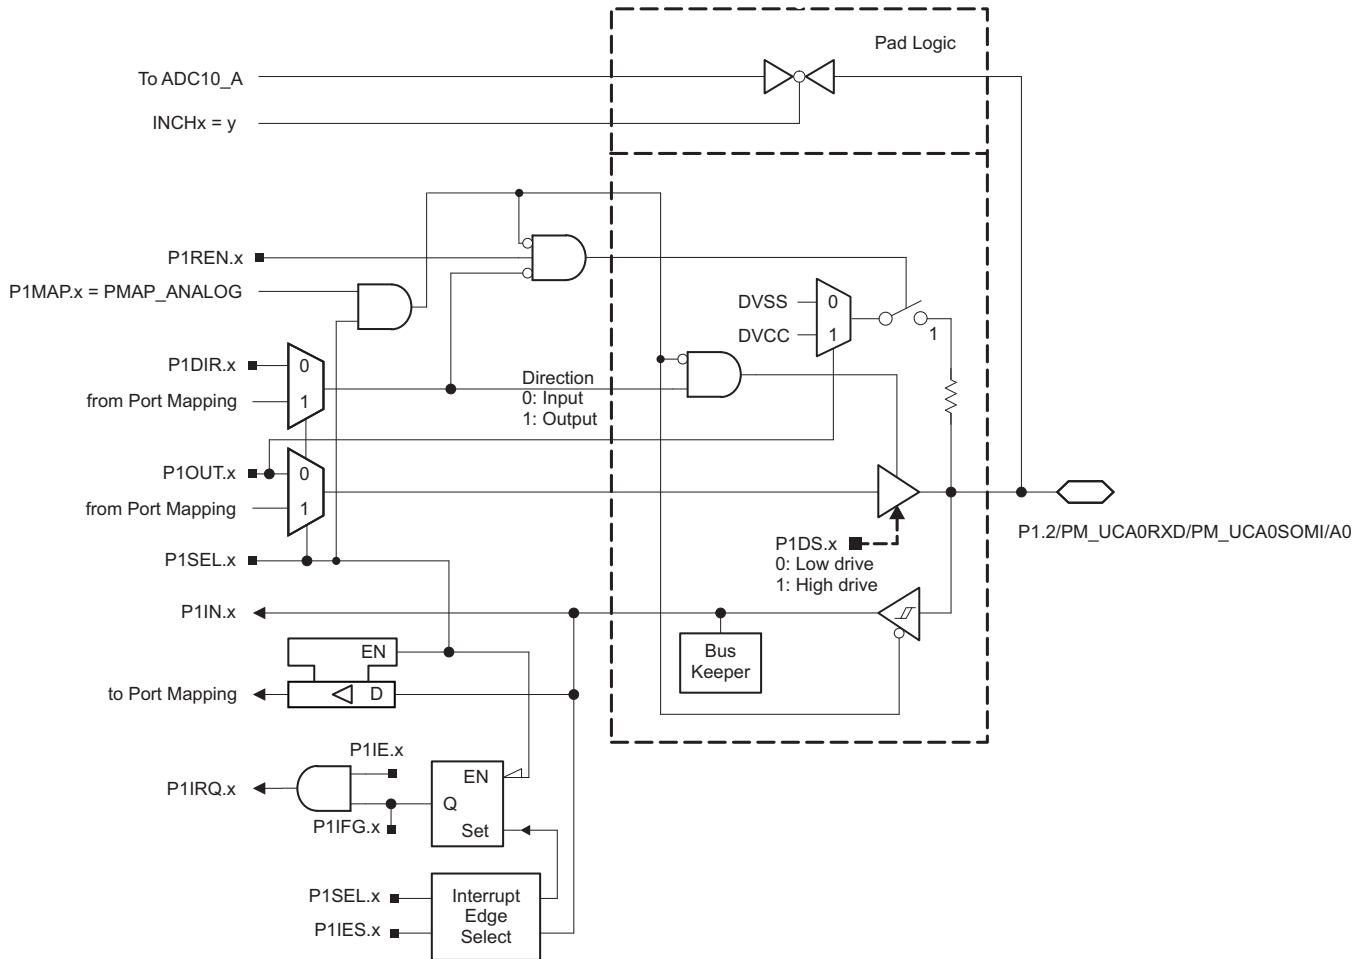 Pad Logic
To ADC10_A
INCHx = y
P1REN.x
P1MAP.x = PMAP_ANALOG
DVSS
0
DVCC
1
1
P1DIR.x
0
from Port Mapping
1
Direction
0: Input
1: Output
P1OUT.x
0
from Port Mapping
1
P1SEL.x
P1DS.x
0: Low drive
1: High drive
P1.2/PM_UCA0RXD/PM_UCA0SOMI/A0
P1IN.x
Bus
Keeper
EN
to Port Mapping
D
P1IE.x
P1IRQ.x
EN
Q
P1IFG.x
Set
P1SEL.x
P1IES.x
Interrupt
Edge
Select